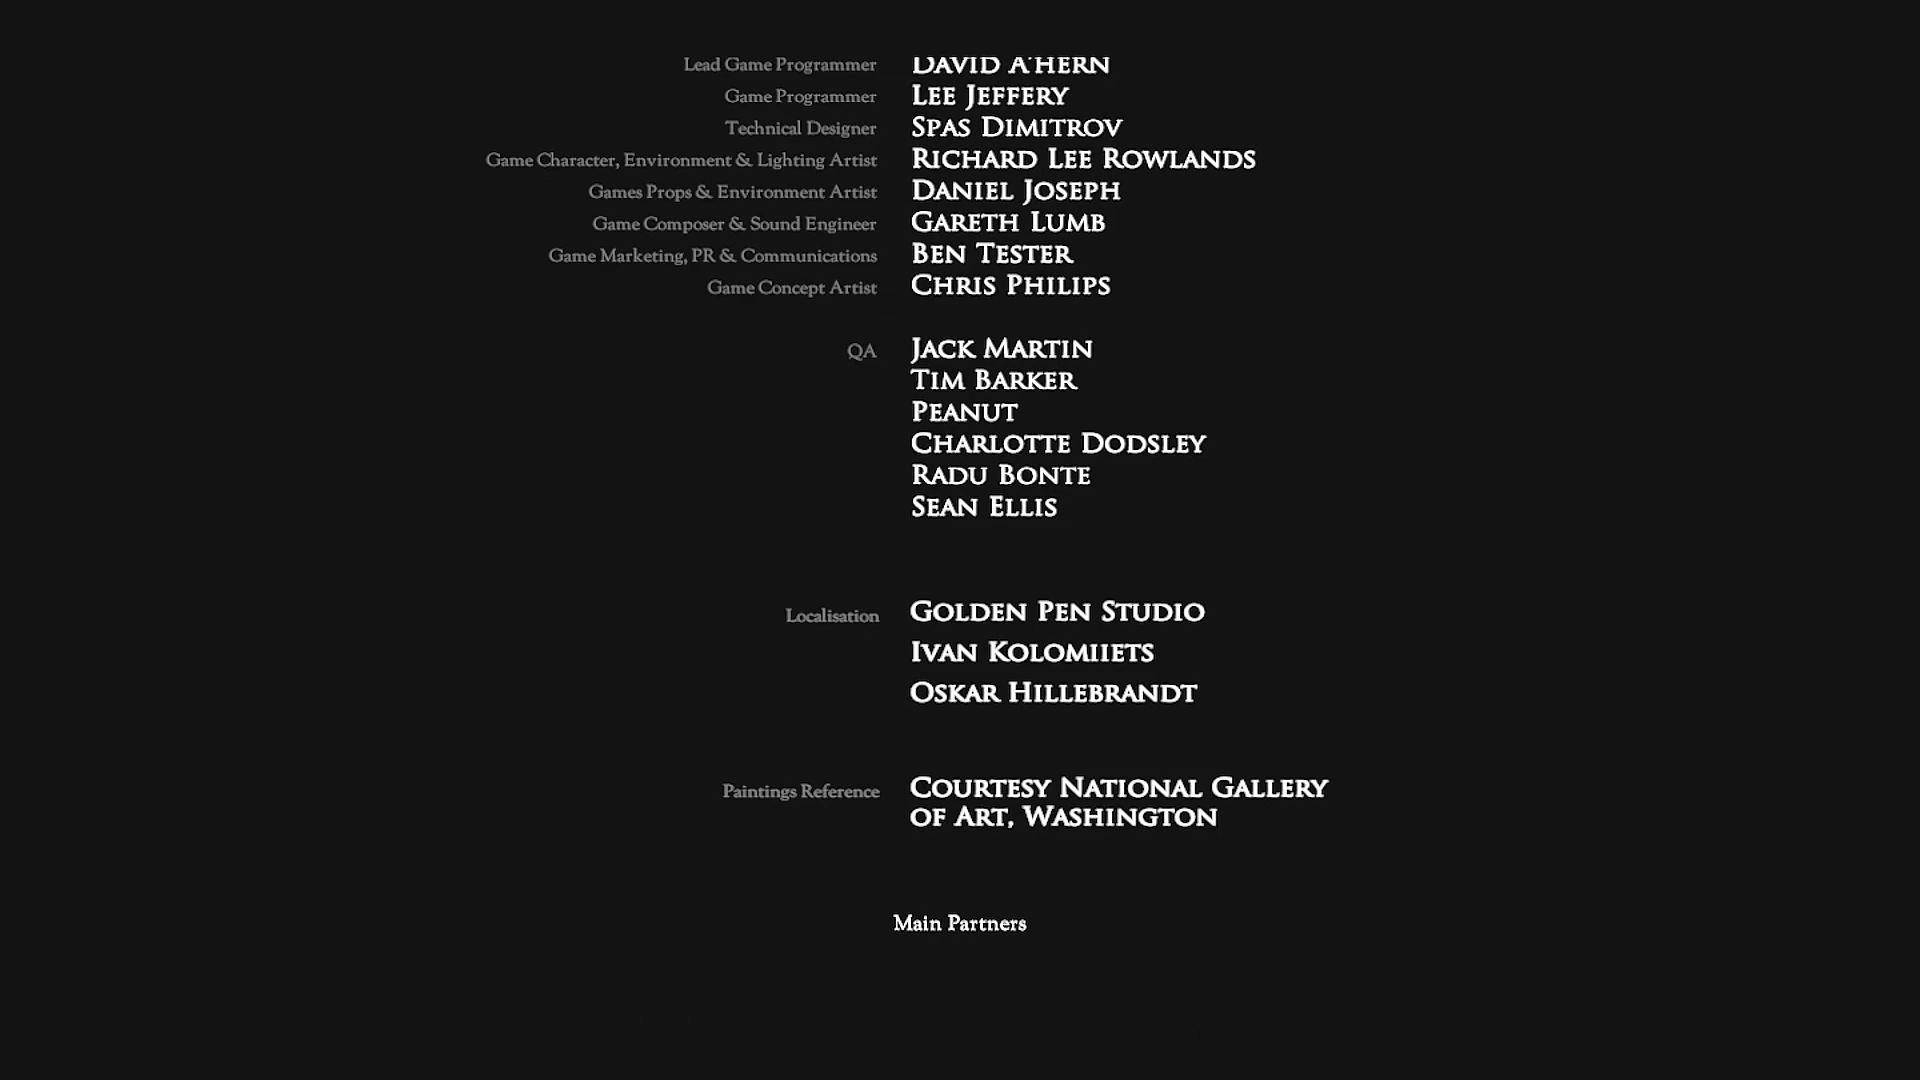 Lead Game Programmer DAVID A'HERN
Game Programmer LEE JEFFERY
Technical Designer SPAS DIMITROV
Game Character, Environment & Lighting Artist RICHARD LEE ROWLANDS
Games Props & Environment Artist DANIEL JOSEPH
Game Composer & Sound Engineer GARETH LUMB
Game Marketing, PR & Communications BEN TESTER
Game Concept Artist CHRIS PHILIPS
QA JACK MARTIN
TIM BARKER
PEANUT
CHARLOTTE DODSLEY
RADU BONTE
SEAN ELLIS
Localisation GOLDEN PEN STUDIO
IVAN KOLOMIIETS
OSKAR HILLEBRANDT
Paintings Reference COURTESY NATIONAL GALLERY
OF ART, WASHINGTON
Main Partners